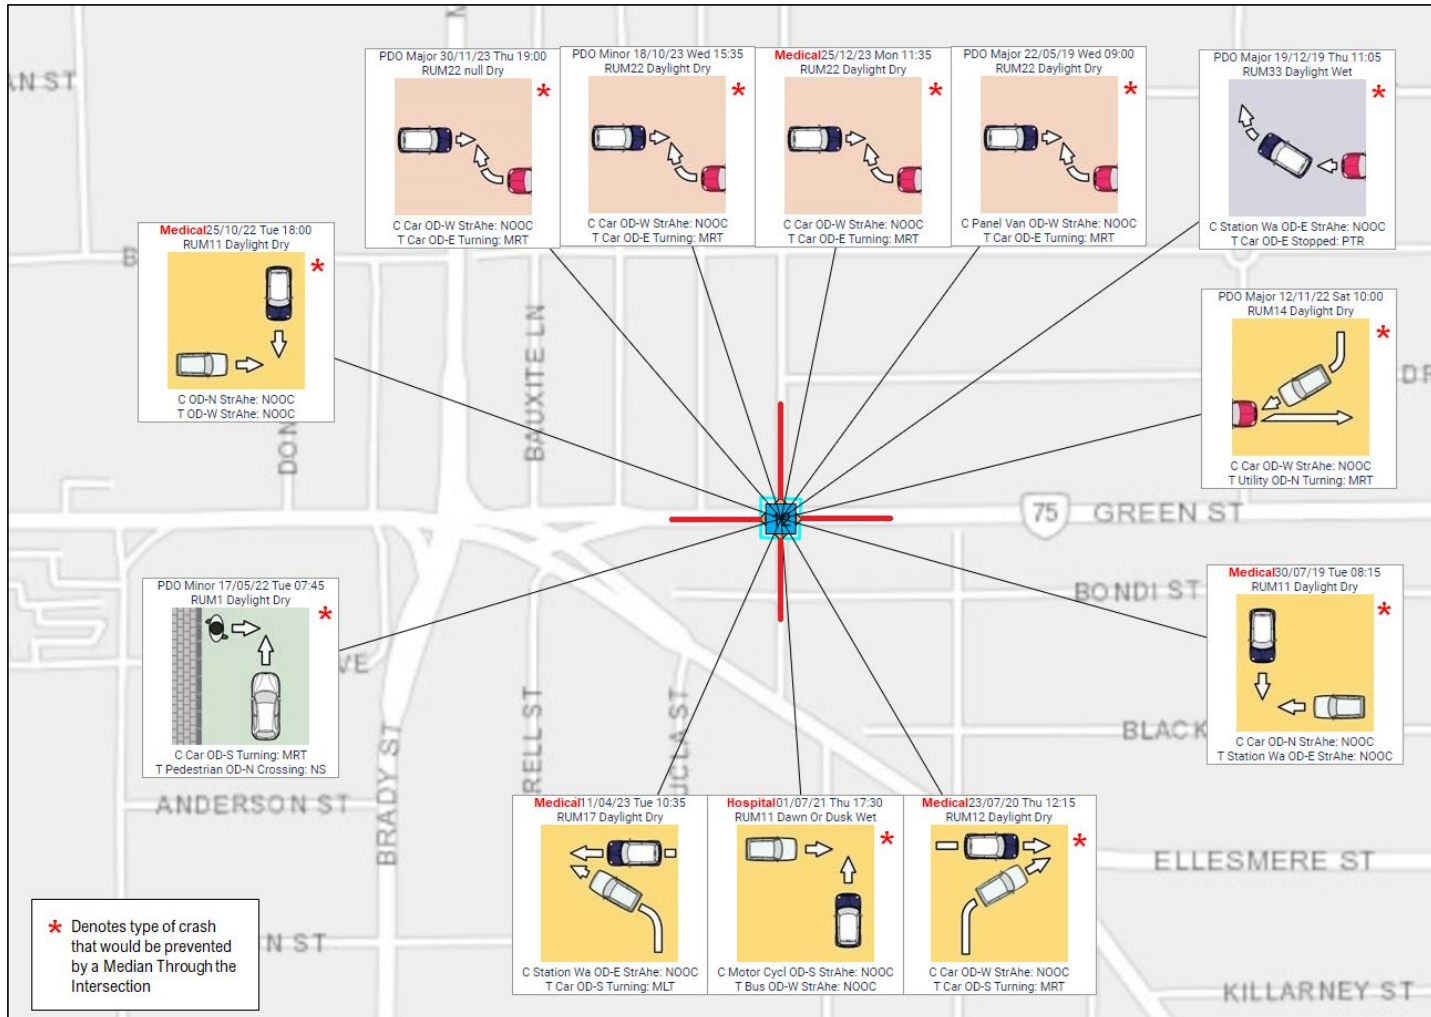 PDO Major 30/11/23 Thu 19:00
RUM22 null Dry
*
C Car OD-W StrAhe: NOOC
T Car OD-E Turning: MRT
PDO Minor 18/10/23 Wed 15:35
RUM22 Daylight Dry
*
C Car OD-W StrAhe: NOOC
T Car OD-E Turning: MRT
Medical25/12/23 Mon 11:35
RUM22 Daylight Dry
*
C Car OD-W StrAhe: NOOC
T Car OD-E Turning: MRT
PDO Major 22/05/19 Wed 09:00
RUM22 Daylight Dry
*
C Panel Van OD-W StrAhe: NOOC
T Car OD-E Turning: MRT
PDO Major 19/12/19 Thu 11:05
RUM33 Daylight Wet
*
C Station Wa OD-E StrAhe: NOOC
T Car OD-E Stopped: PTR
AN ST
Medical25/10/22 Tue 18:00
RUM11 Daylight Dry
*
C OD-N StrAhe: NOOC
T OD-W StrAhe: NOOC
PDO Major 12/11/22 Sat 10:00
RUM14 Daylight Dry
*
C Car OD-W StrAhe: NOOC
T Utility OD-N Turning: MRT
B
DON
BAUXITE LN
DR
75
GREEN ST
BONDI ST
PDO Minor 17/05/22 Tue 07:45
RUM1 Daylight Dry
*
C Car OD-S Turning: MRT
T Pedestrian OD-N Crossing: NS
VE
Medical30/07/19 Tue 08:15
RUM11 Daylight Dry
*
C Car OD-N StrAhe: NOOC
T Station Wa OD-E StrAhe: NOOC
BLACK
RELL ST
UCLA ST
BRADY ST
ANDERSON ST
Medical11/04/23 Tue 10:35
RUM17 Daylight Dry
C Station Wa OD-E StrAhe: NOOC
T Car OD-S Turning: MLT
Hospital01/07/21 Thu 17:30
RUM11 Dawn Or Dusk Wet
*
C Motor Cycl OD-S StrAhe: NOOC
T Bus OD-W StrAhe: NOOC
Medical23/07/20 Thu 12:15
RUM12 Daylight Dry
*
C Car OD-W StrAhe: NOOC
T Car OD-S Turning: MRT
ELLESMERE ST
N ST
KILLARNEY ST
* Denotes type of crash
that would be prevented
by a Median Through the
Intersection